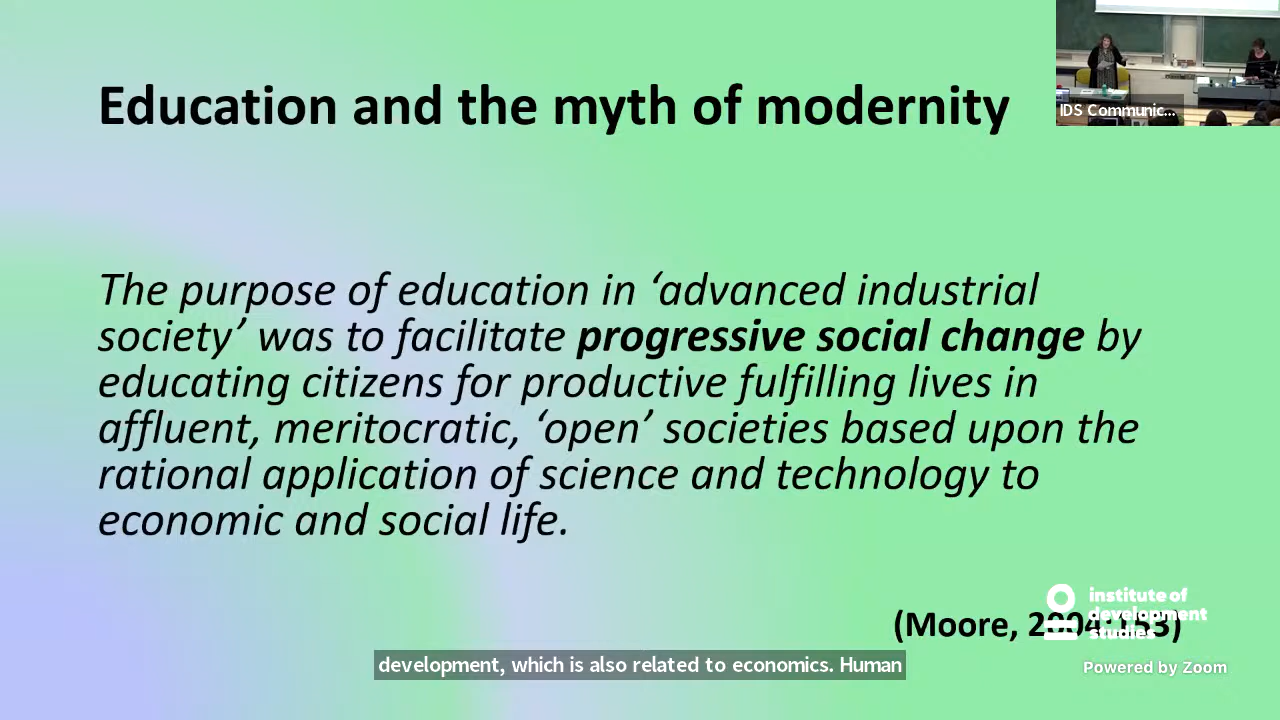 Education and the myth of modernity
IDS Communic...
The purpose of education in ‘advanced industrial
society’ was to facilitate progressive social change by
educating citizens for productive fulfilling lives in
affluent, meritocratic, ‘open’ societies based upon the
rational application of science and technology to
economic and social life.
institute of
development
studies
(Moore, 2004:153)
development, which is also related to economics. Human
Powered by Zoom